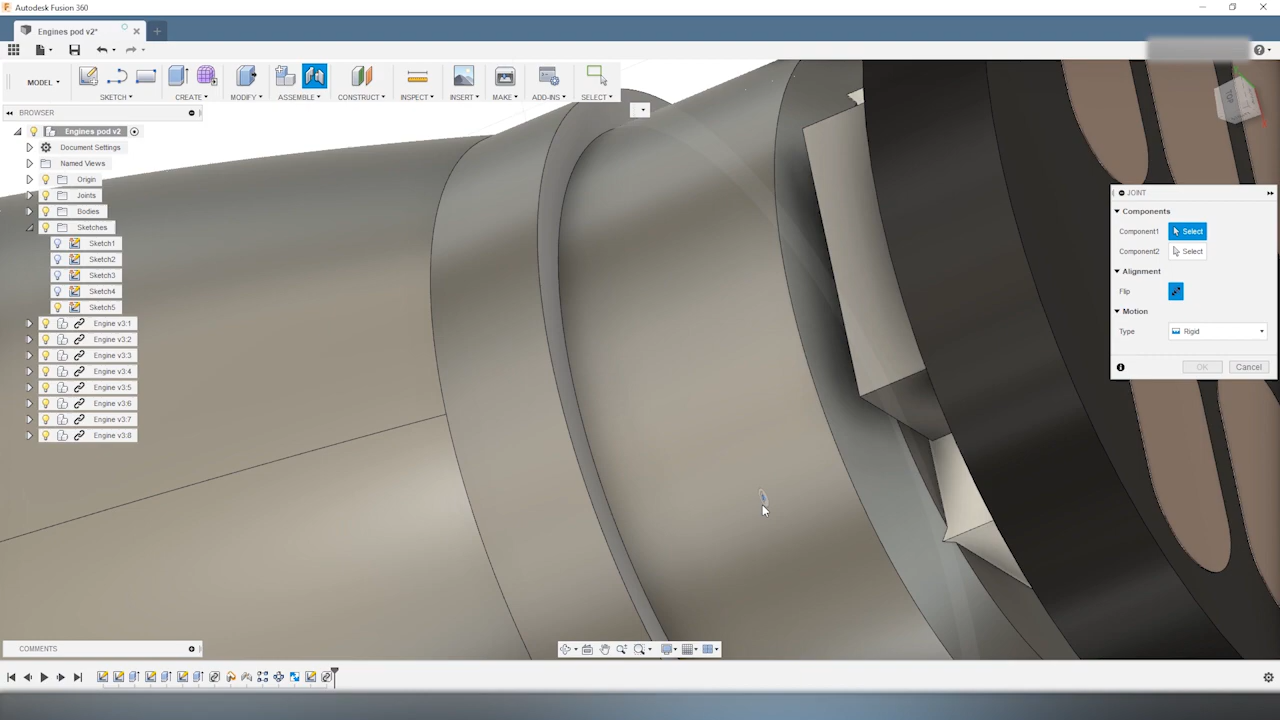 Autodesk Fusion 360
Engines pod v2*
MODEL
SKETCH
CREATE
MODIFY
ASSEMBLE
CONSTRUCT
INSPECT
INSERT
MAKE
ADD-INS
SELECT
BROWSER
Engines pod v2
Document Settings
Named Views
Origin
Joints
Bodies
Sketches
Sketch1
Sketch2
Sketch3
Sketch4
Sketch5
Engine v3:1
Engine v3:2
Engine v3:3
Engine v3:4
Engine v3:5
Engine v3:6
Engine v3:7
Engine v3:8
JOINT
Components
Component1 Select
Component2 Select
Alignment
Flip
Motion
Type Rigid
OK Cancel
COMMENTS